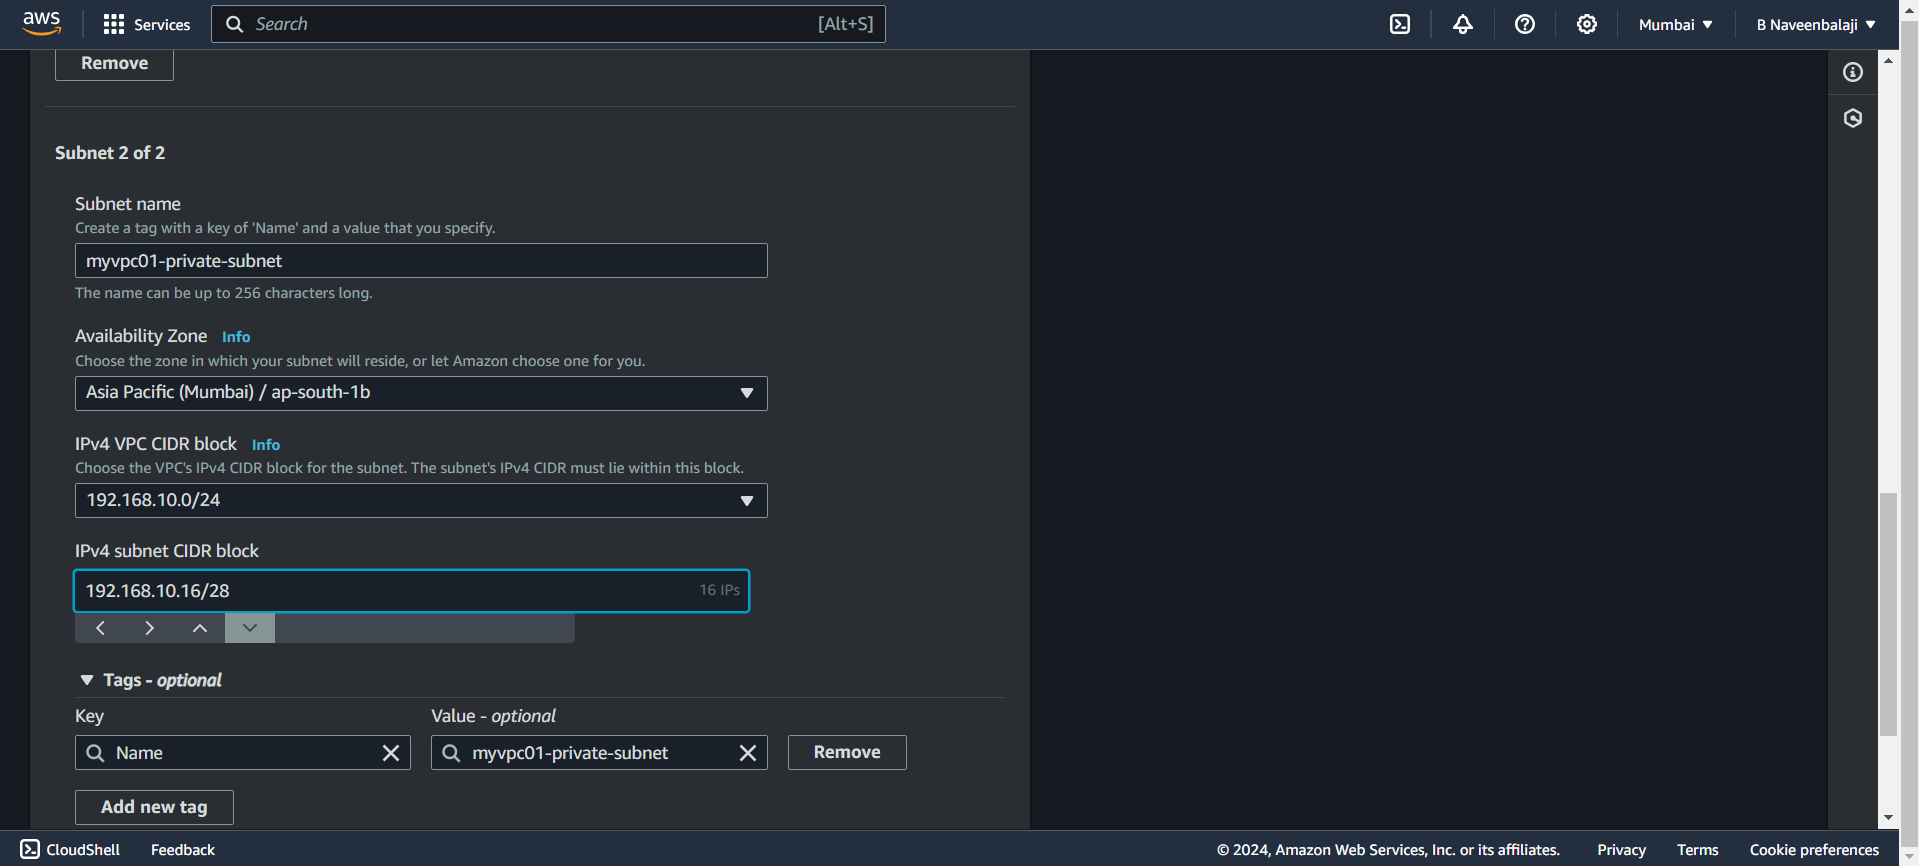 aws
Services
Search
[Alt+S]
Mumbai
B Naveenbalaji
Remove
Subnet 2 of 2
Subnet name
Create a tag with a key of 'Name' and a value that you specify.
myvpc01-private-subnet
The name can be up to 256 characters long.
Availability Zone Info
Choose the zone in which your subnet will reside, or let Amazon choose one for you.
Asia Pacific (Mumbai) / ap-south-1b
IPv4 VPC CIDR block Info
Choose the VPC's IPv4 CIDR block for the subnet. The subnet's IPv4 CIDR must lie within this block.
192.168.10.0/24
IPv4 subnet CIDR block
192.168.10.16/28
16 IPs
Tags - optional
Key
Value - optional
Name
myvpc01-private-subnet
Remove
Add new tag
CloudShell
Feedback
© 2024, Amazon Web Services, Inc. or its affiliates.
Privacy
Terms
Cookie preferences